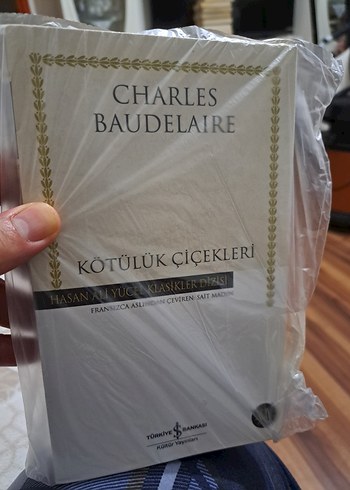 CHARLES
BAUDELAIRE
KÖTÜLÜK ÇİÇEKLERİ
HASAN ÂLİ YÜCEL KLASİKLER DİZİSİ
FRANSIZCA ASLINDAN ÇEVİREN: SAİT MADEN
TÜRKİYE İŞ BANKASI
Kültür Yayınları